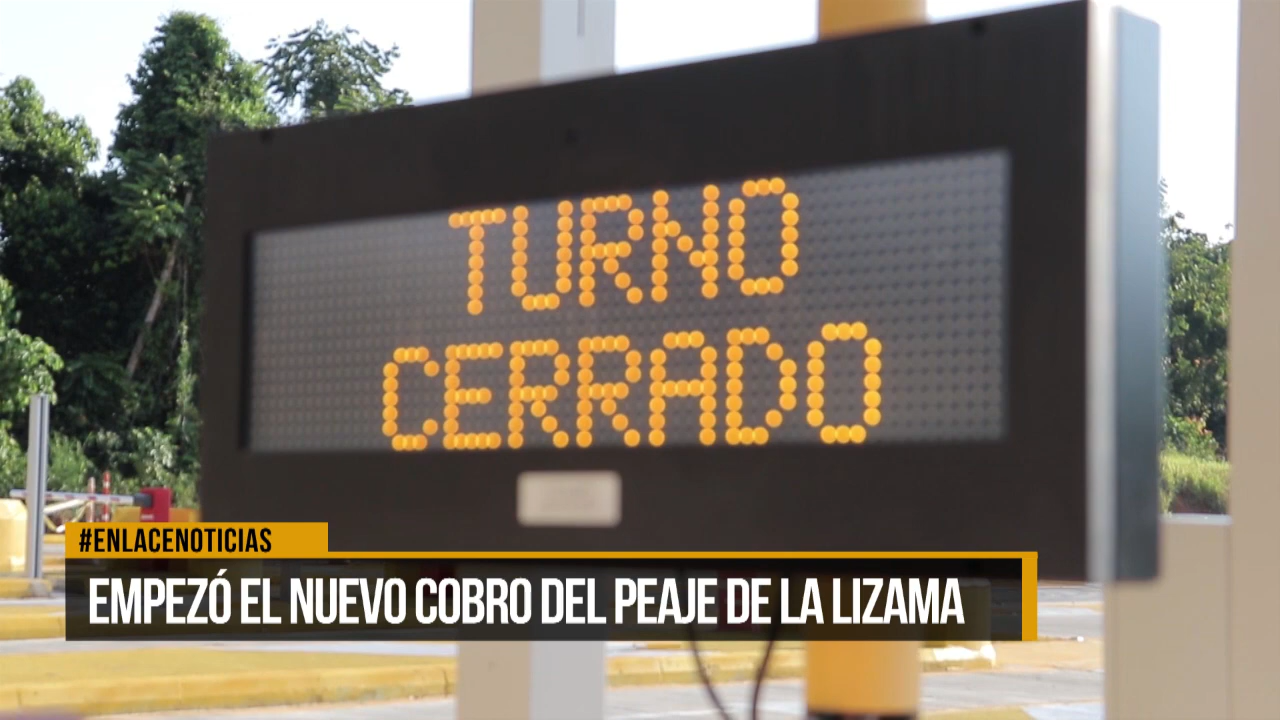 TURNO
CERRADO
#ENLACENOTICIAS
EMPEZÓ EL NUEVO COBRO DEL PEAJE DE LA LIZAMA